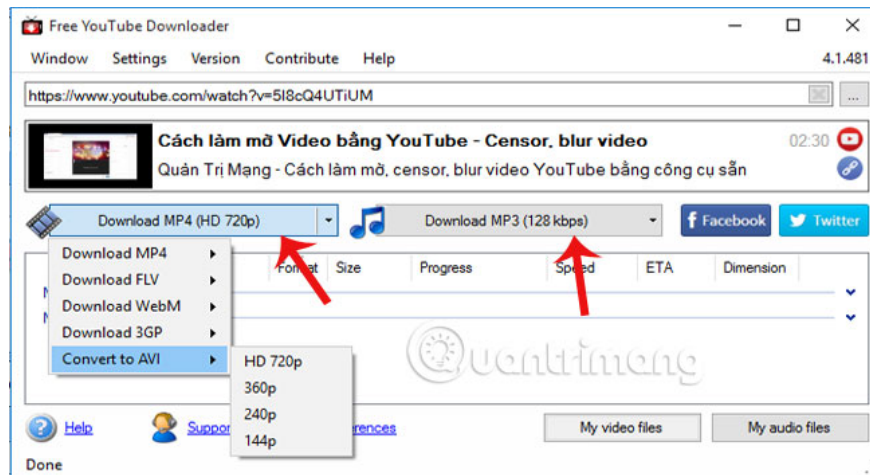 Free YouTube Downloader
Window Settings Version Contribute Help 4.1.481
https://www.youtube.com/watch?v=5I8cQ4UTiUM ...
Cách làm mờ Video bằng YouTube - Censor, blur video 02:30
Quản Trị Mạng - Cách làm mờ, censor, blur video YouTube bằng công cụ sẵn
Download MP4 (HD 720p) Download MP3 (128 kbps) Facebook Twitter
Download MP4
Download FLV
Download WebM
Download 3GP
Convert to AVI
Format Size Progress Speed ETA Dimension
HD 720p
360p
240p
144p
Quantrimang
Help My video files My audio files
Done